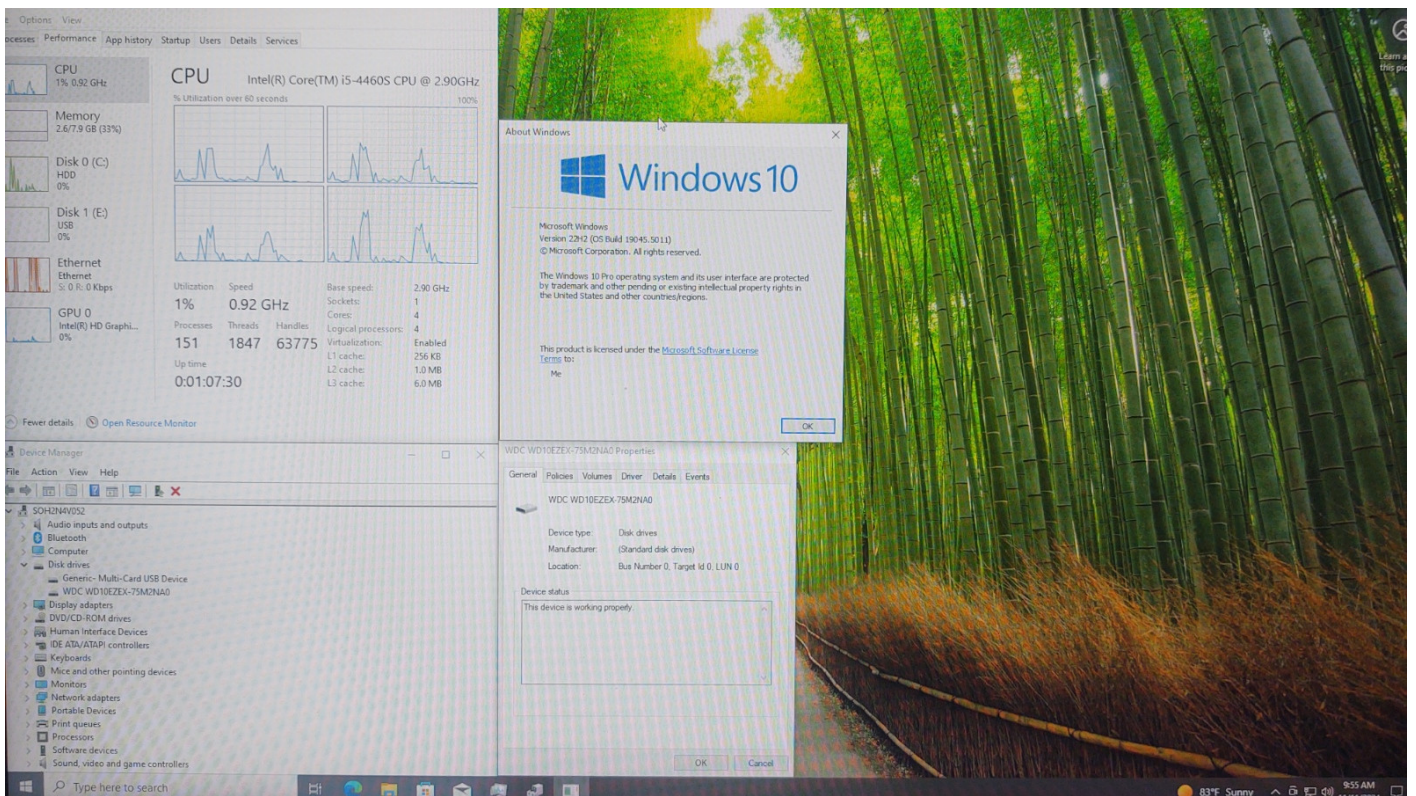 Options View
Performance App history Startup Users Details Services
CPU
1% 0.92 GHz
Memory
2.6/7.9 GB (33%)
Disk 0 (C:)
HDD
0%
Disk 1 (E:)
USB
0%
Ethernet
Ethernet
S: 0 R: 0 Kbps
GPU 0
Intel(R) HD Graphi...
0%
CPU Intel(R) Core(TM) i5-4460S CPU @ 2.90GHz
% Utilization over 60 seconds 100%
Utilization Speed
1% 0.92 GHz
Processes Threads Handles
151 1847 63775
Up time
0:01:07:30
Base speed: 2.90 GHz
Sockets: 1
Cores: 4
Logical processors: 4
Virtualization: Enabled
L1 cache: 256 KB
L2 cache: 1.0 MB
L3 cache: 6.0 MB
Fewer details Open Resource Monitor
About Windows
Windows 10
Microsoft Windows
Version 22H2 (OS Build 19045.5011)
© Microsoft Corporation. All rights reserved.
The Windows 10 Pro operating system and its user interface are protected
by trademark and other pending or existing intellectual property rights in
the United States and other countries/regions.
This product is licensed under the Microsoft Software License
Terms to:
Me
OK
Device Manager
File Action View Help
SOH2N4V052
Audio inputs and outputs
Bluetooth
Computer
Disk drives
Generic- Multi-Card USB Device
WDC WD10EZEX-75M2NA0
Display adapters
DVD/CD-ROM drives
Human Interface Devices
IDE ATA/ATAPI controllers
Keyboards
Mice and other pointing devices
Monitors
Network adapters
Portable Devices
Print queues
Processors
Software devices
Sound, video and game controllers
WDC WD10EZEX-75M2NA0 Properties
General Policies Volumes Driver Details Events
WDC WD10EZEX-75M2NA0
Device type: Disk drives
Manufacturer: (Standard disk drives)
Location: Bus Number 0, Target Id 0, LUN 0
Device status
This device is working properly.
OK Cancel
Learn
this
Type here to search
83°F Sunny
9:55 AM